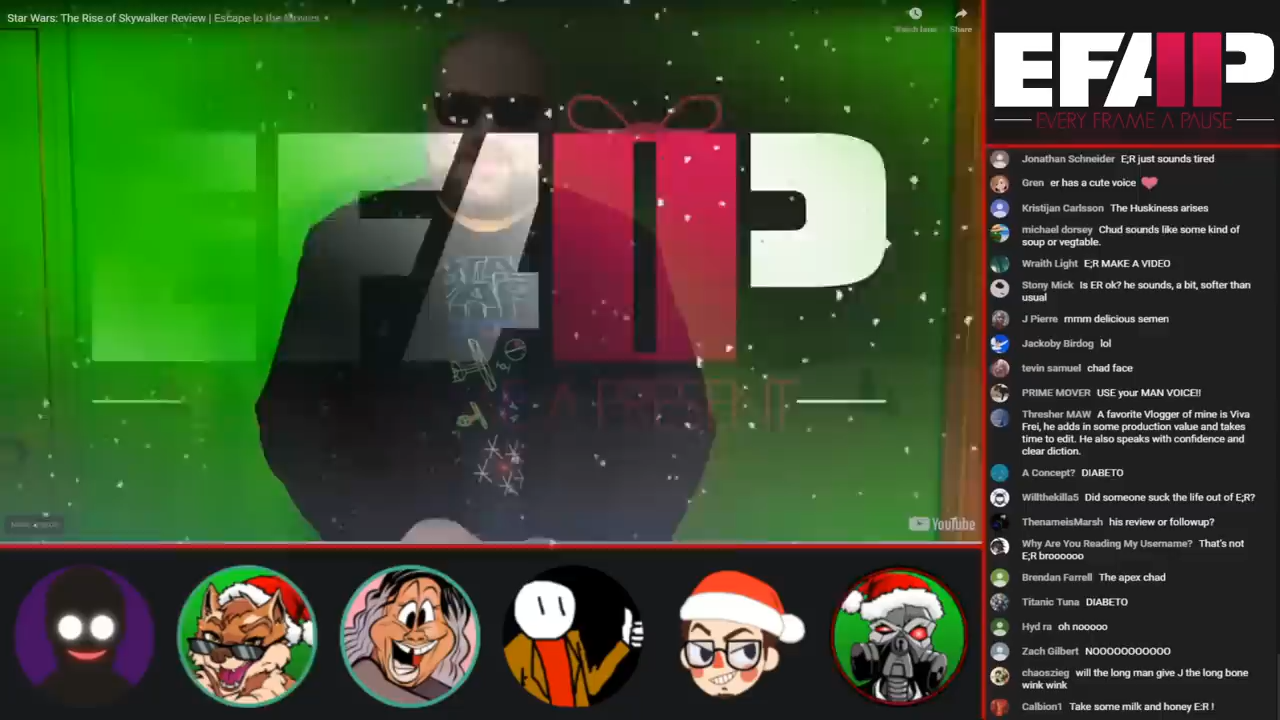 Star Wars: The Rise of Skywalker Review | Escape to the Movies
Watch later
Share
FAP
YouTube
EFAP
EVERY FRAME A PAUSE
Jonathan Schneider E;R just sounds tired
Gren er has a cute voice
Kristijan Carlsson The Huskiness arises
michael dorsey Chud sounds like some kind of
soup or vegtable.
Wraith Light E;R MAKE A VIDEO
Stony Mick Is ER ok? he sounds, a bit, softer than
usual
J Pierre mmm delicious semen
Jackoby Birdog lol
tevin samuel chad face
PRIME MOVER USE your MAN VOICE!!
Thresher MAW A favorite Vlogger of mine is Viva
Frei, he adds in some production value and takes
time to edit. He also speaks with confidence and
clear diction.
A Concept? DIABETO
Willthekilla5 Did someone suck the life out of E;R?
ThenameisMarsh his review or followup?
Why Are You Reading My Username? That's not
E;R broooooo
Brendan Farrell The apex chad
Titanic Tuna DIABETO
Hyd ra oh nooooo
Zach Gilbert NOOOOOOOOOOO
chaoszieg will the long man give J the long bone
wink wink
Calbion1 Take some milk and honey E:R !